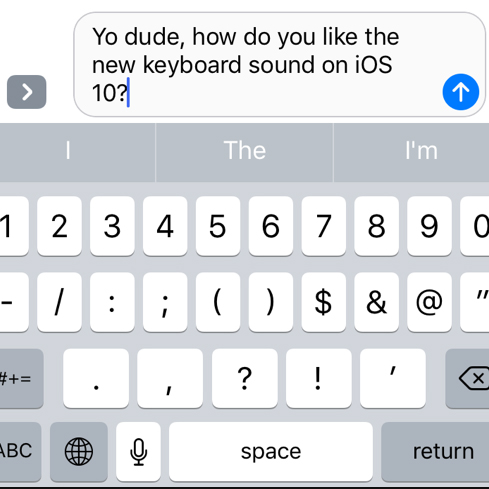 Yo dude, how do you like the
new keyboard sound on iOS
10?
I The I'm
1 2 3 4 5 6 7 8 9 0
- / : ; ( ) $ & @ "
#+= . , ? ! ’
ABC space return